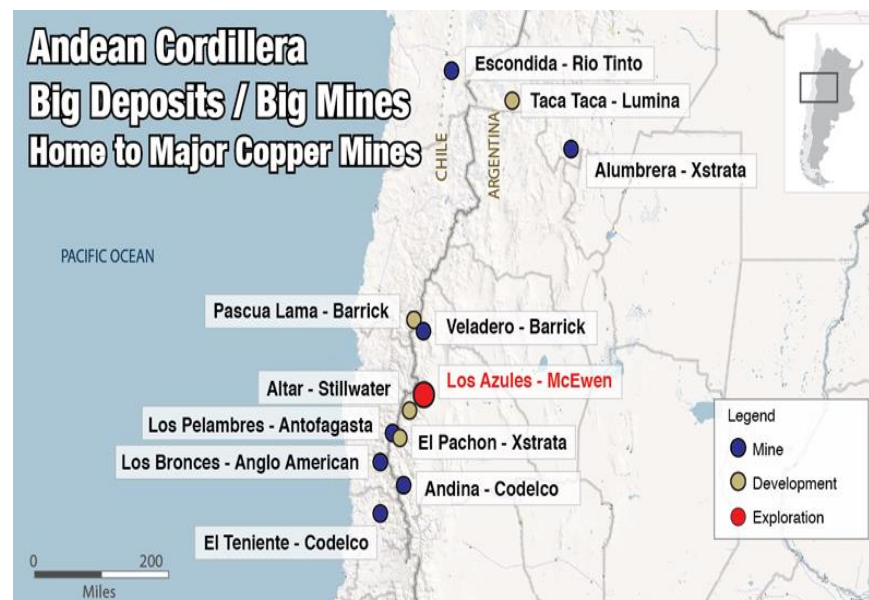 Andean Cordillera
Big Deposits / Big Mines
Home to Major Copper Mines
Escondida - Rio Tinto
Taca Taca - Lumina
CHILE
ARGENTINA
Alumbrera - Xstrata
PACIFIC OCEAN
Pascua Lama - Barrick
Veladero - Barrick
Los Azules - McEwen
Altar - Stillwater
Los Pelambres - Antofagasta
El Pachon - Xstrata
Los Bronces - Anglo American
Andina - Codelco
El Teniente - Codelco
Legend
Mine
Development
Exploration
0 200
Miles